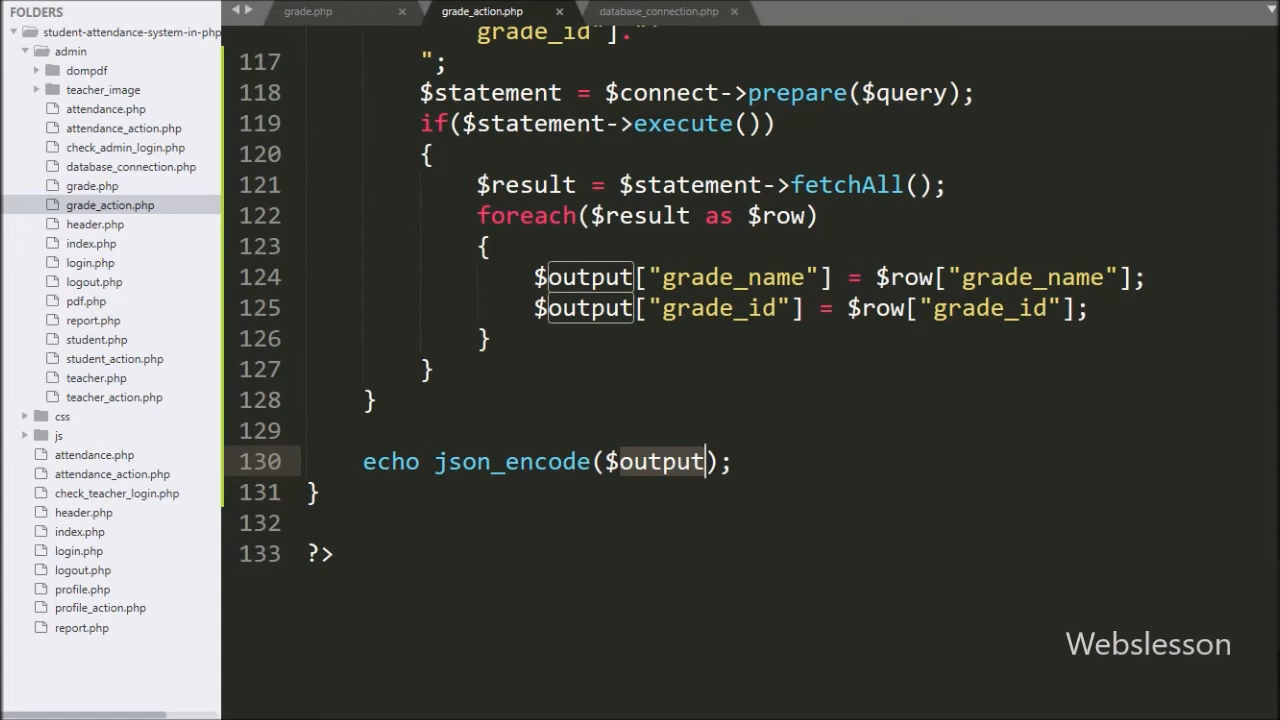 FOLDERS
student-attendance-system-in-php
admin
dompdf
teacher_image
attendance.php
attendance_action.php
check_admin_login.php
database_connection.php
grade.php
grade_action.php
header.php
index.php
login.php
logout.php
pdf.php
report.php
student.php
student_action.php
teacher.php
teacher_action.php
css
js
attendance.php
attendance_action.php
check_teacher_login.php
header.php
index.php
login.php
logout.php
profile.php
profile_action.php
report.php
grade.php × grade_action.php × database_connection.php ×
grade_id"]."'
117 ";
118 $statement = $connect->prepare($query);
119 if($statement->execute())
120 {
121 $result = $statement->fetchAll();
122 foreach($result as $row)
123 {
124 $output["grade_name"] = $row["grade_name"];
125 $output["grade_id"] = $row["grade_id"];
126 }
127 }
128 }
129
130 echo json_encode($output);
131 }
132
133 ?>
Webslesson